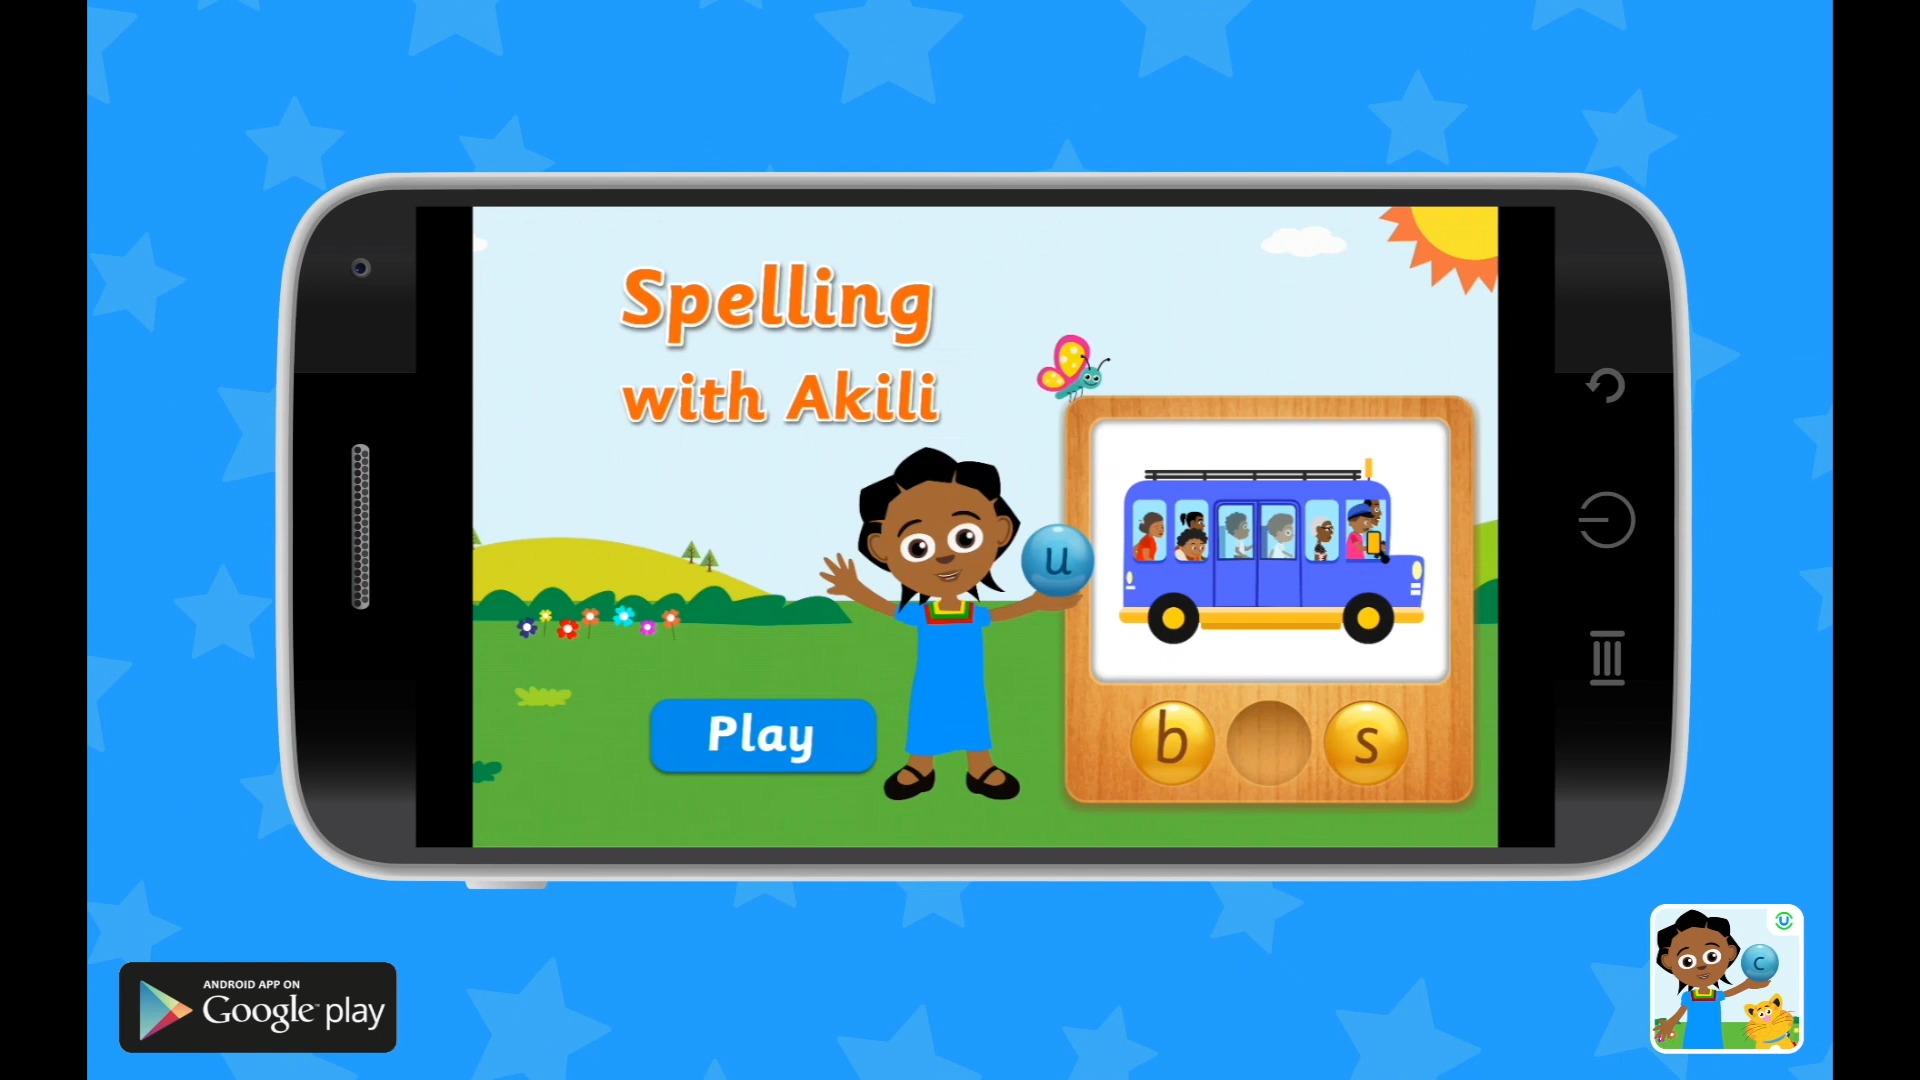 Spelling
with Akili
u
b s
Play
ANDROID APP ON
Google play
c